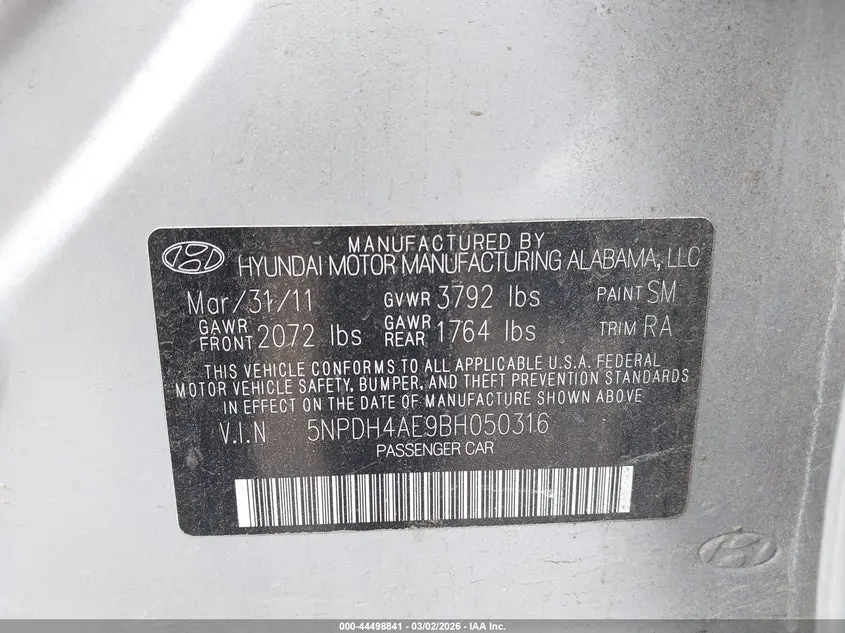 MANUFACTURED BY
HYUNDAI MOTOR MANUFACTURING ALABAMA, LLC
Mar/31/11 GVWR 3792 lbs PAINT SM
GAWR FRONT 2072 lbs GAWR REAR 1764 lbs TRIM RA
THIS VEHICLE CONFORMS TO ALL APPLICABLE U.S.A. FEDERAL
MOTOR VEHICLE SAFETY, BUMPER, AND THEFT PREVENTION STANDARDS
IN EFFECT ON THE DATE OF MANUFACTURE SHOWN ABOVE
V.I.N 5NPDH4AE9BH050316
PASSENGER CAR
000-44498841 - 03/02/2026 - IAA Inc.